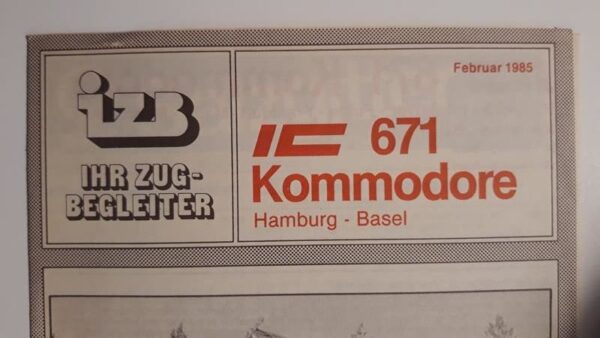 izb
IHR ZUG-
BEGLEITER
Februar 1985
IC 671
Kommodore
Hamburg - Basel